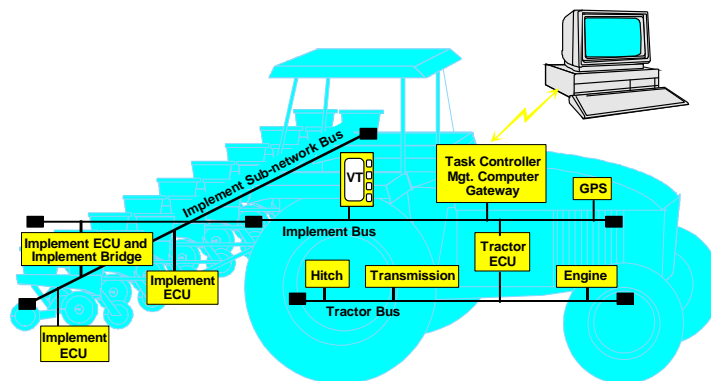 Implement Sub-network Bus
VT
Task Controller
Mgt. Computer
Gateway
GPS
Implement Bus
Implement ECU and
Implement Bridge
Tractor
ECU
Implement
ECU
Hitch
Transmission
Engine
Tractor Bus
Implement
ECU